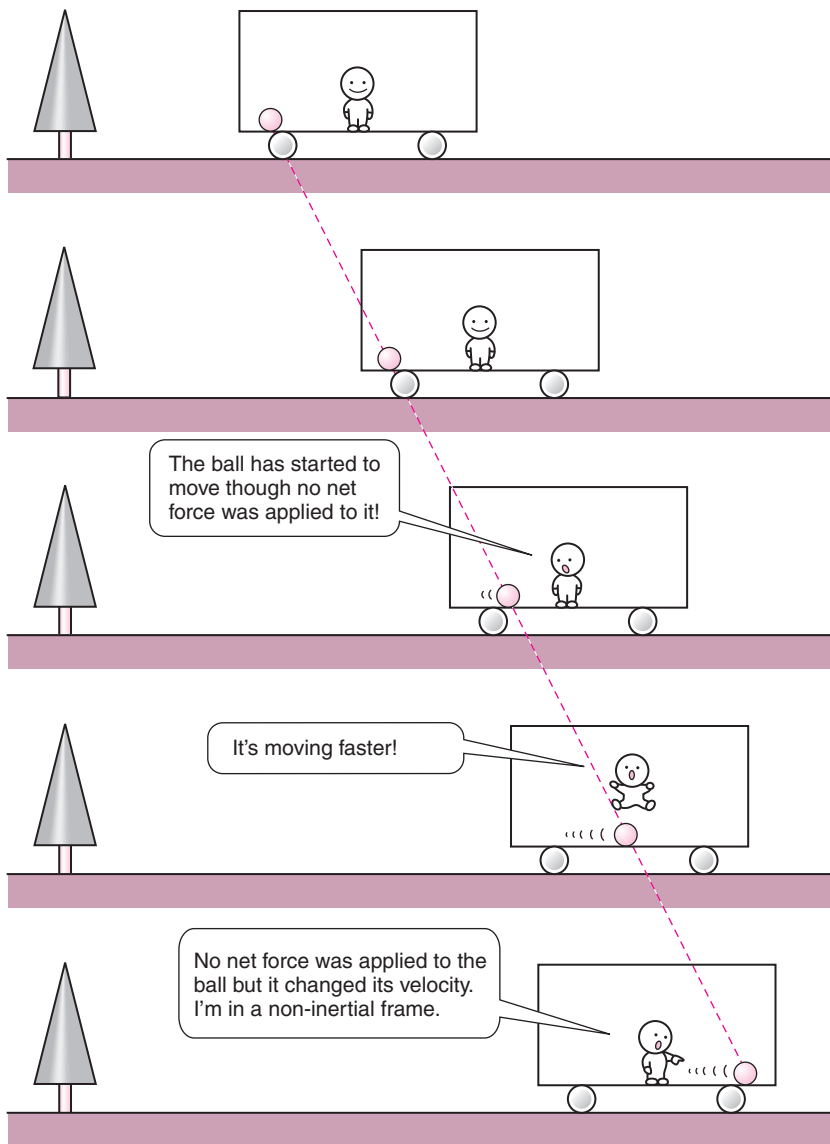 The ball has started to
move though no net
force was applied to it!
It’s moving faster!
No net force was applied to the
ball but it changed its velocity.
I’m in a non-inertial frame.